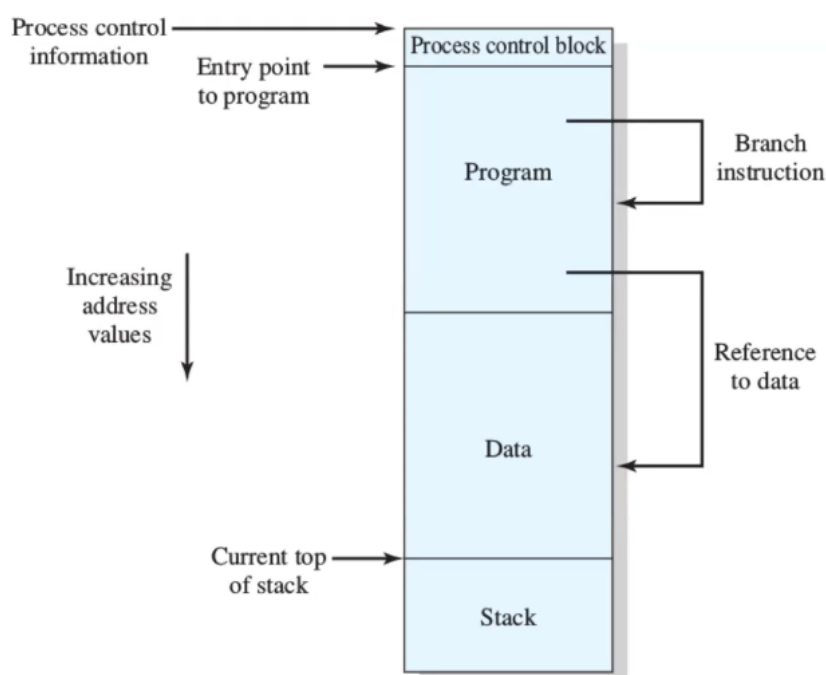 Process control
information
Process control block
Entry point
to program
Branch
instruction
Program
Increasing
address
values
Reference
to data
Data
Current top
of stack
Stack